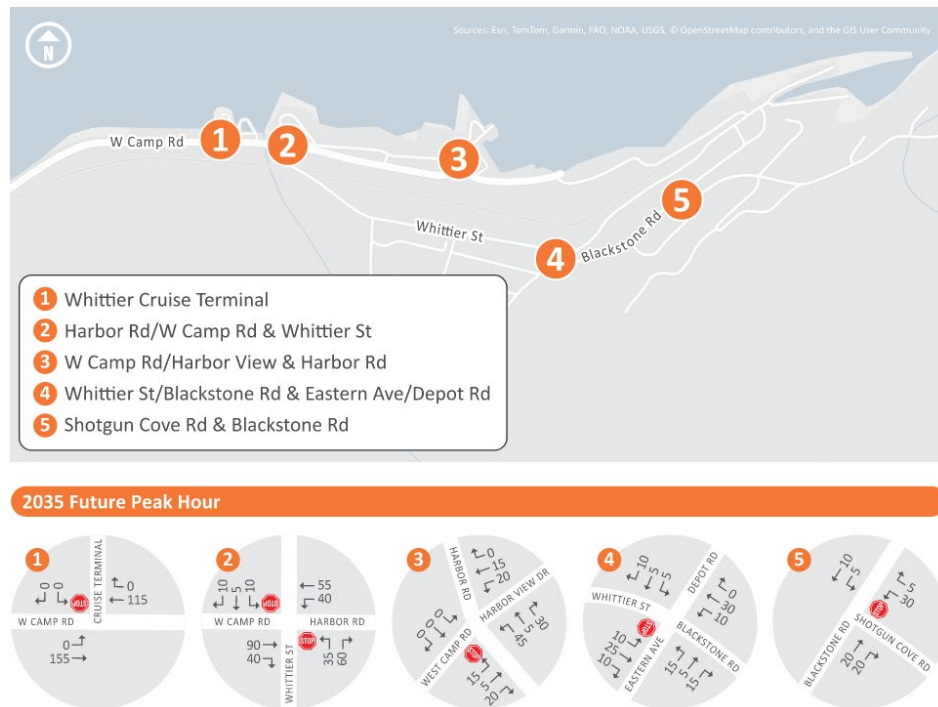 Sources: Esri, TomTom, Garmin, FAO, NOAA, USGS, © OpenStreetMap contributors, and the GIS User Community
N
W Camp Rd
1
2
3
Whittier St
4
Blackstone Rd
5
1 Whittier Cruise Terminal
2 Harbor Rd/W Camp Rd & Whittier St
3 W Camp Rd/Harbor View & Harbor Rd
4 Whittier St/Blackstone Rd & Eastern Ave/Depot Rd
5 Shotgun Cove Rd & Blackstone Rd
2035 Future Peak Hour
1
0 0
STOP
CRUISE TERMINAL
0
115
W CAMP RD
0
155
2
10 5 10
STOP
55
40
W CAMP RD
HARBOR RD
90
40
WHITTIER ST
STOP
35 60
3
HARBOR RD
0
15
20
HARBOR VIEW DR
0 0 0
WEST CAMP RD
STOP
45 5 30
15 5 20
4
10 5 5
DEPOT RD
WHITTIER ST
0
30
10
STOP
10
25
10
EASTERN AVE
BLACKSTONE RD
15 5 15
5
10 5
5
30
STOP
BLACKSTONE RD
SHOTGUN COVE RD
20 20